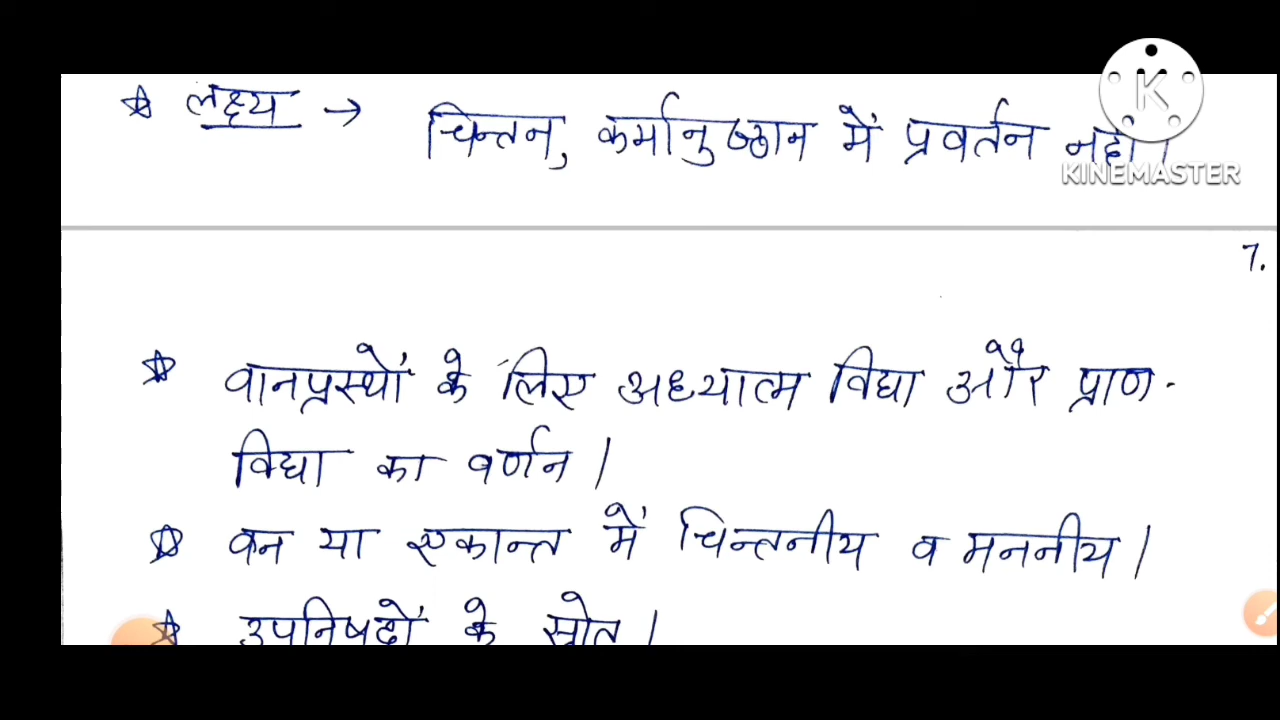 ☆ लक्ष्य → चिन्तन, कर्मानुष्ठान में प्रवर्तन नहीं।
K
KINEMASTER
7.
☆ वानप्रस्थों के लिए अध्यात्म विद्या और प्राण-
विद्या का वर्णन।
☆ वन या एकान्त में चिन्तनीय व मननीय।
☆ उपनिषदों के स्रोत।